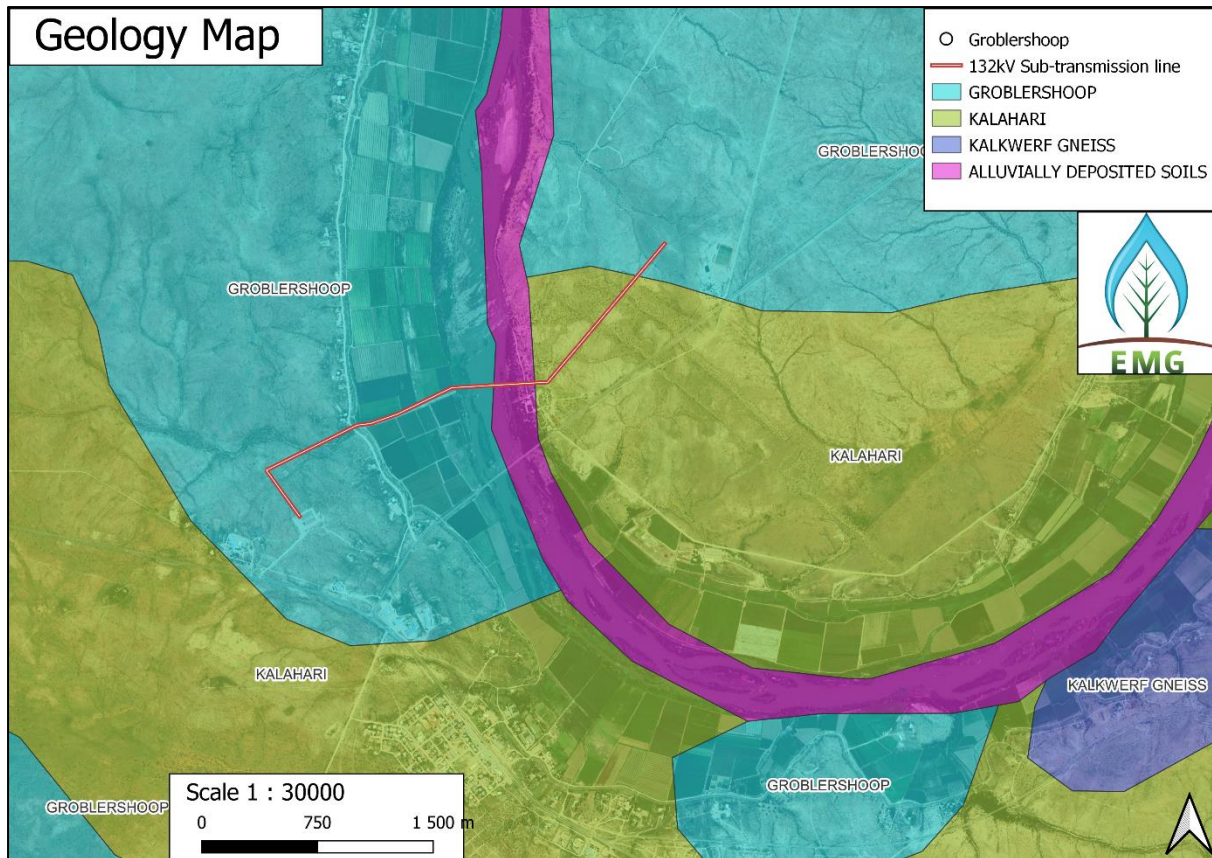 Geology Map
Groblershoop
132kV Sub-transmission line
GROBLERSHOOP
KALAHARI
KALKWERF GNEISS
ALLUVIALLY DEPOSITED SOILS
GROBLERSHOO
EMG
GROBLERSHOOP
KALAHARI
KALAHARI
KALKWERF GNEISS
GROBLERSHOOP
GROBLERSHOOP
Scale 1 : 30000
0 750 1 500 m